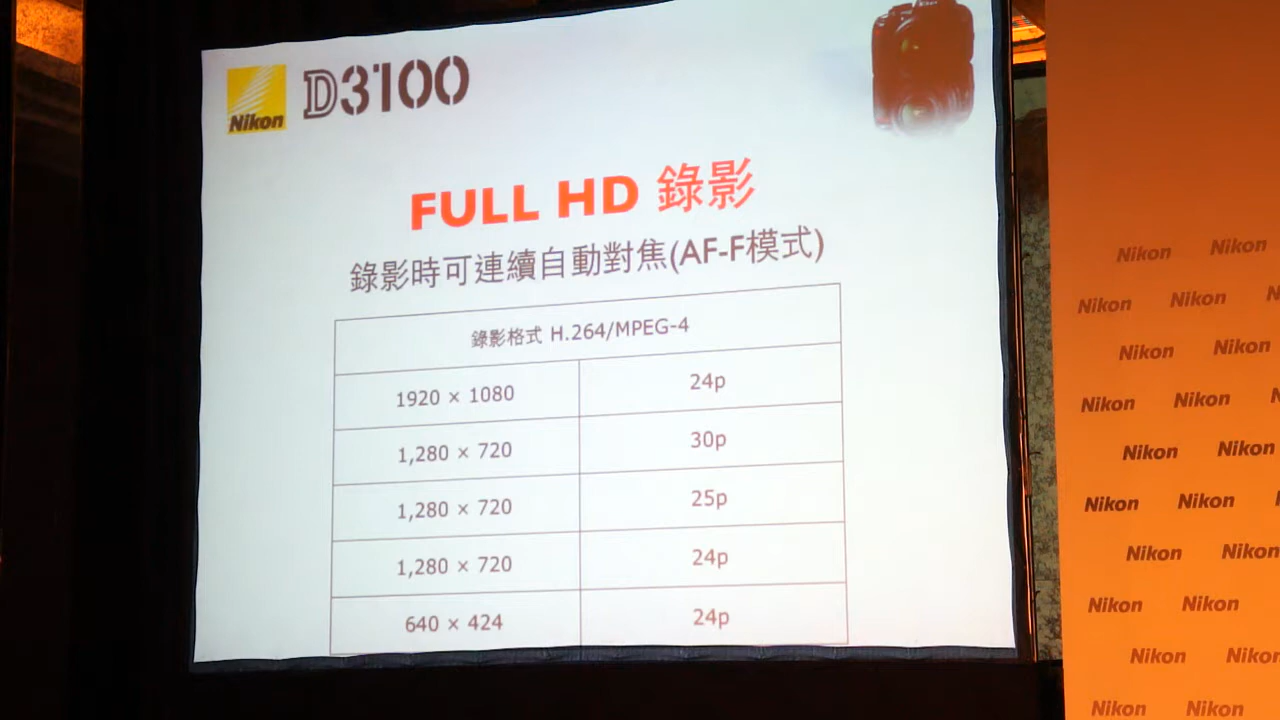 Nikon
D3100
FULL HD 錄影
錄影時可連續自動對焦(AF-F模式)
錄影格式 H.264/MPEG-4
1920 × 1080 24p
1,280 × 720 30p
1,280 × 720 25p
1,280 × 720 24p
640 × 424 24p
Nikon Nikon
Nikon Nikon
Nikon Nikon
Nikon Nikon
Nikon Nikon
Nikon Nikon
Nikon Nikon
Nikon Nikon
Nikon Nikon
Nikon Nikon